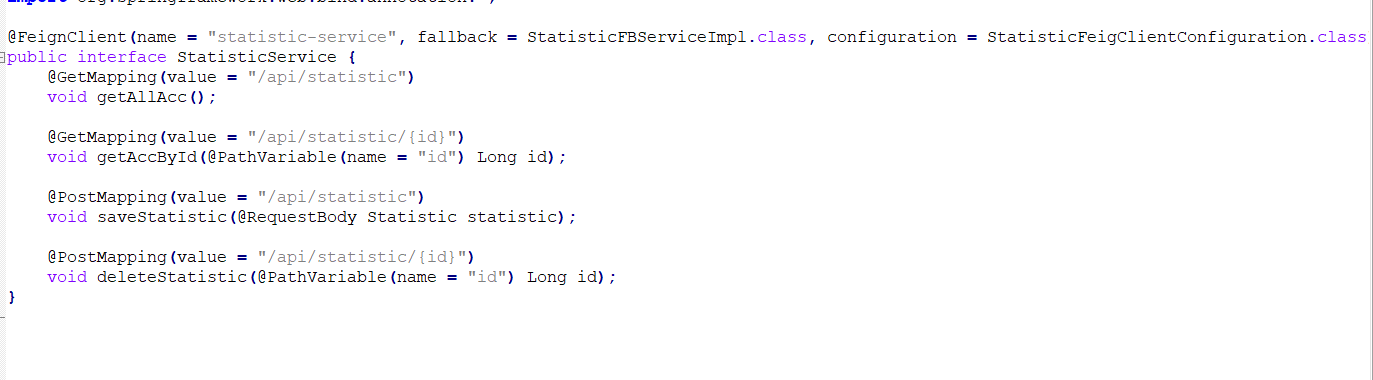 @FeignClient(name = "statistic-service", fallback = StatisticFBServiceImpl.class, configuration = StatisticFeigClientConfiguration.class
public interface StatisticService {
@GetMapping(value = "/api/statistic")
void getAllAcc();
@GetMapping(value = "/api/statistic/{id}")
void getAccById(@PathVariable(name = "id") Long id);
@PostMapping(value = "/api/statistic")
void saveStatistic(@RequestBody Statistic statistic);
@PostMapping(value = "/api/statistic/{id}")
void deleteStatistic(@PathVariable(name = "id") Long id);
}